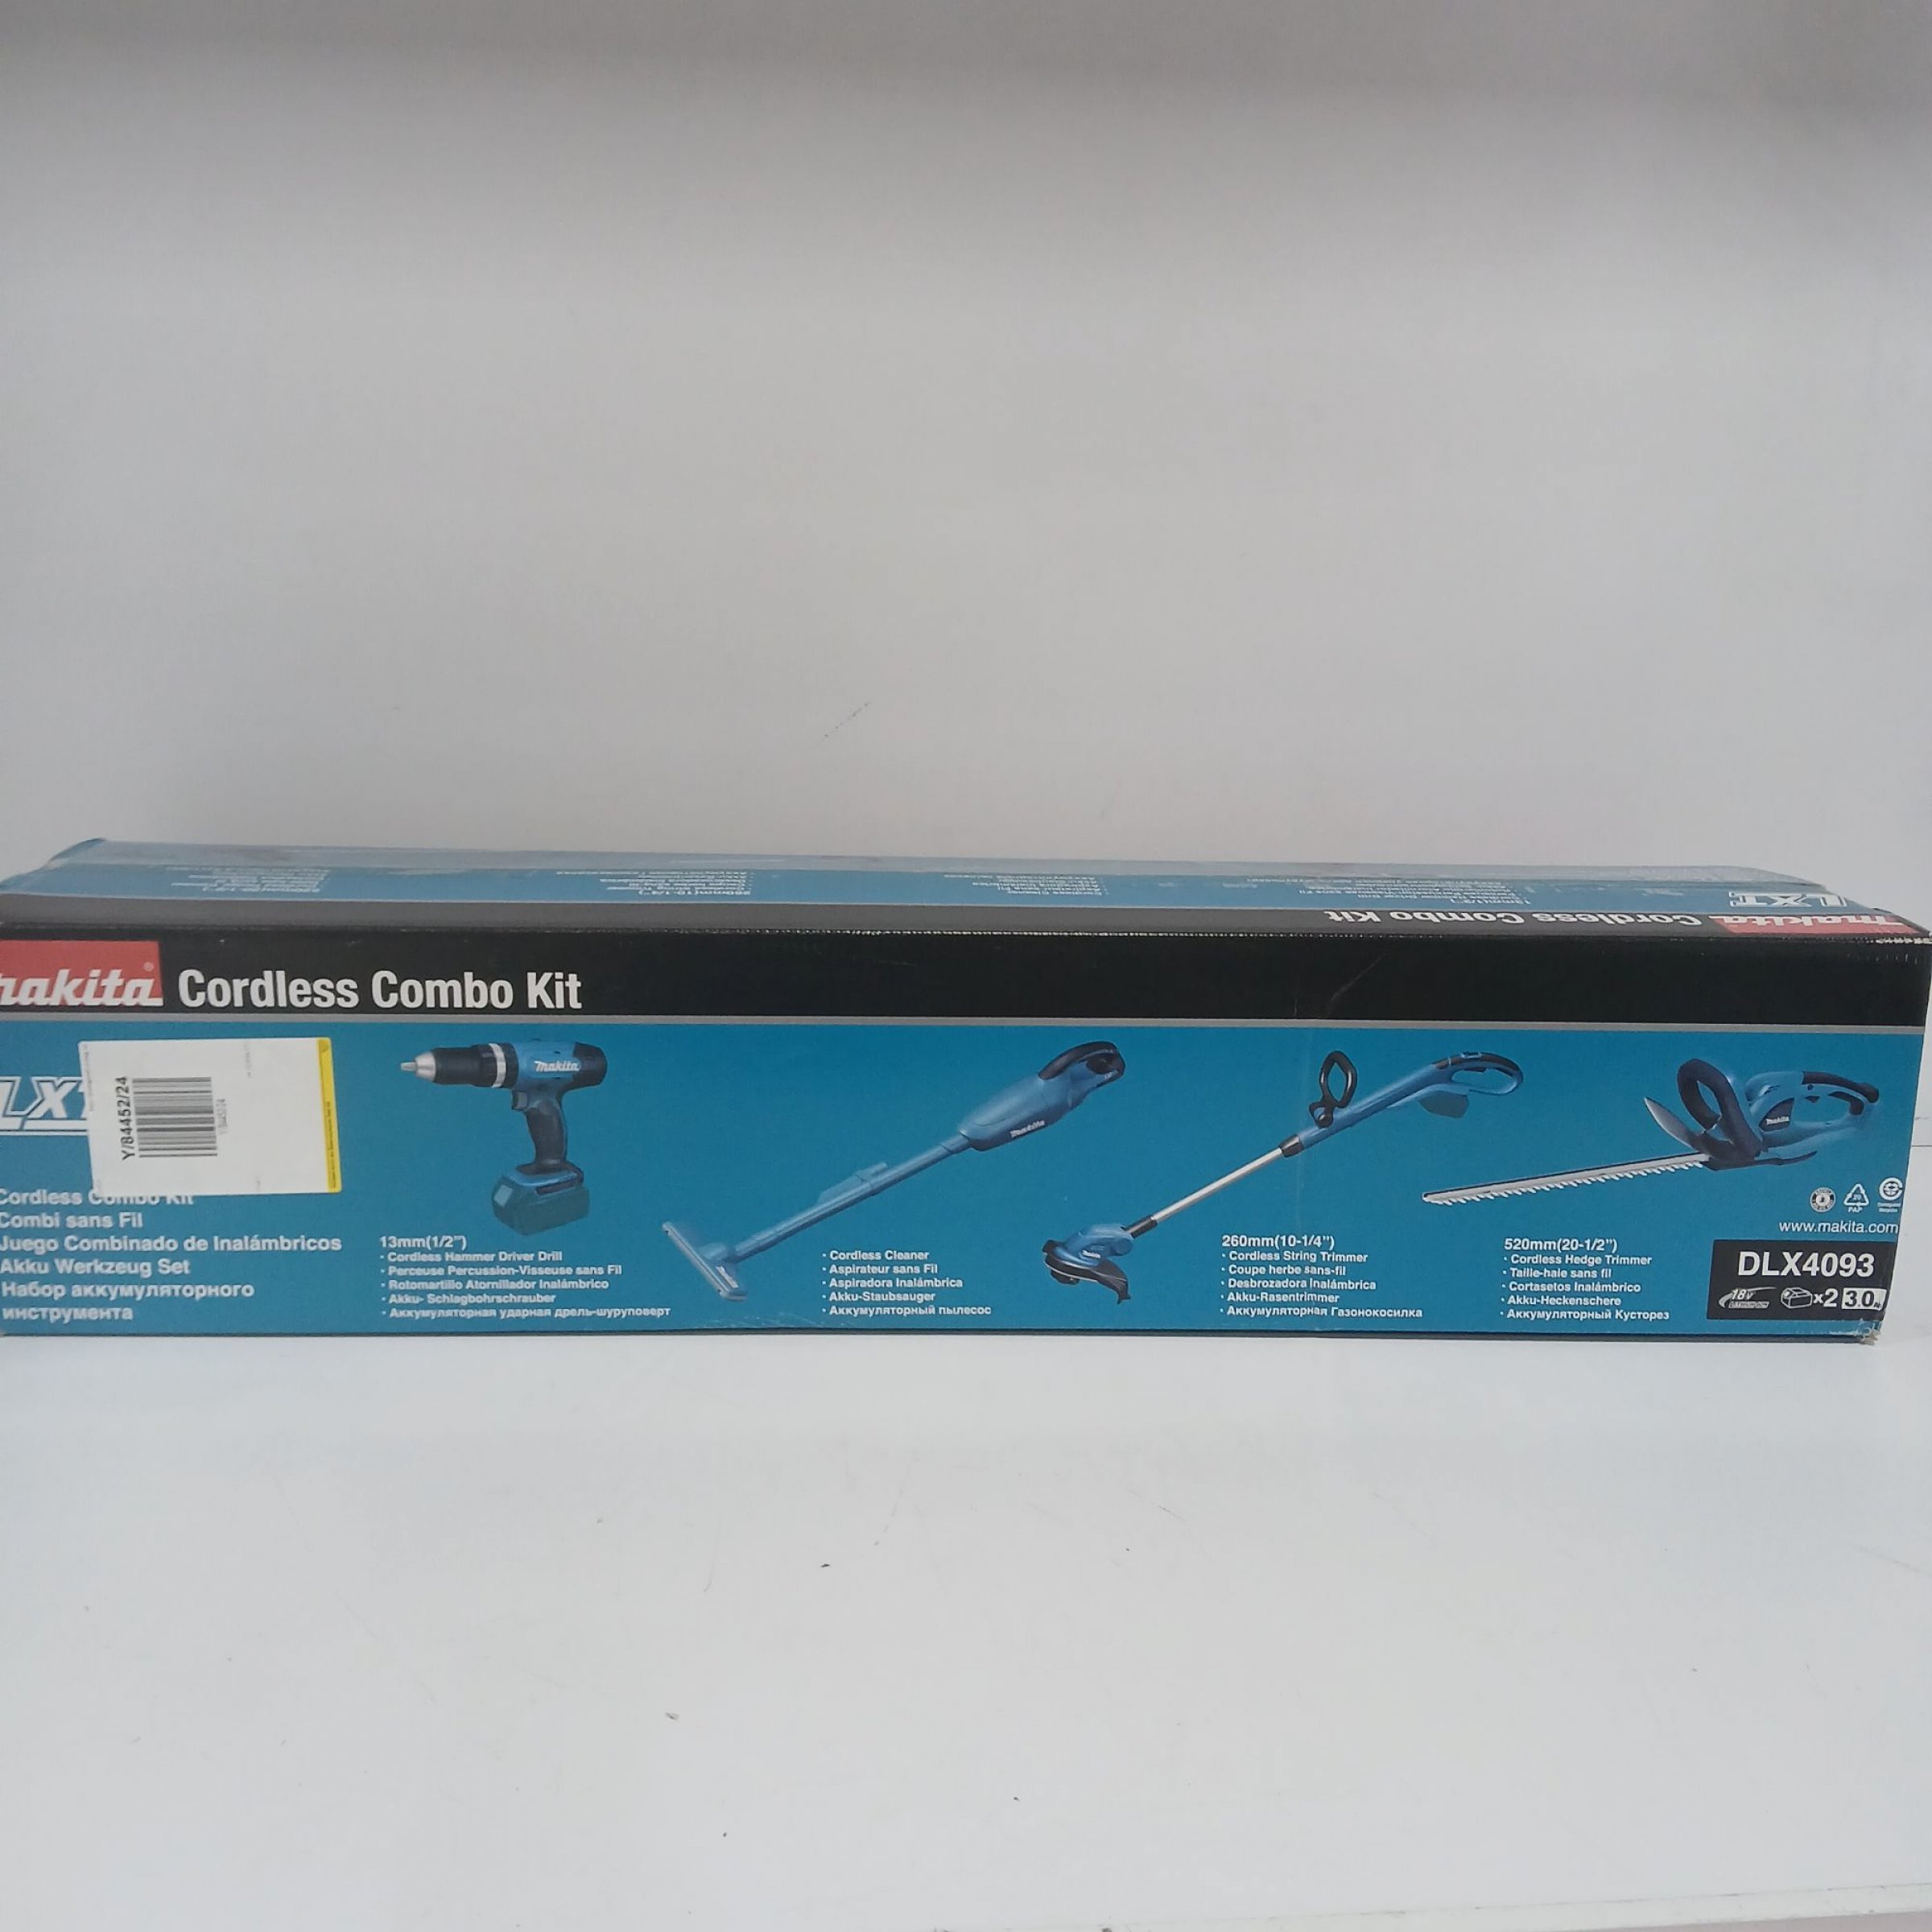 Cordless Combo Kit
makita
LXT
makita® Cordless Combo Kit
LXT
Y/84452/24
Cordless Combo Kit
Combi sans Fil
Juego Combinado de Inalámbricos
Akku Werkzeug Set
Набор аккумуляторного
инструмента
makita
13mm(1/2")
· Cordless Hammer Driver Drill
· Perceuse Percussion-Visseuse sans Fil
· Rotomartillo Atornillador Inalámbrico
· Akku- Schlagbohrschrauber
· Аккумуляторная ударная дрель-шуруповерт
makita
· Cordless Cleaner
· Aspirateur sans Fil
· Aspiradora Inalámbrica
· Akku-Staubsauger
· Аккумуляторный пылесос
260mm(10-1/4")
· Cordless String Trimmer
· Coupe herbe sans-fil
· Desbrozadora Inalámbrica
· Akku-Rasentrimmer
· Аккумуляторная Газонокосилка
makita
520mm(20-1/2")
· Cordless Hedge Trimmer
· Taille-haie sans fil
· Cortasetos Inalámbrico
· Akku-Heckenschere
· Аккумуляторный Кусторез
PAP
www.makita.com
DLX4093
18V
x2 3.0